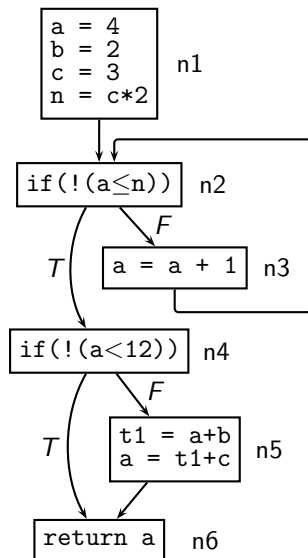 a = 4
b = 2
c = 3
n = c*2
n1
if(!(a≤n))
n2
F
T
a = a + 1
n3
if(!(a<12))
n4
F
T
t1 = a+b
a = t1+c
n5
return a
n6